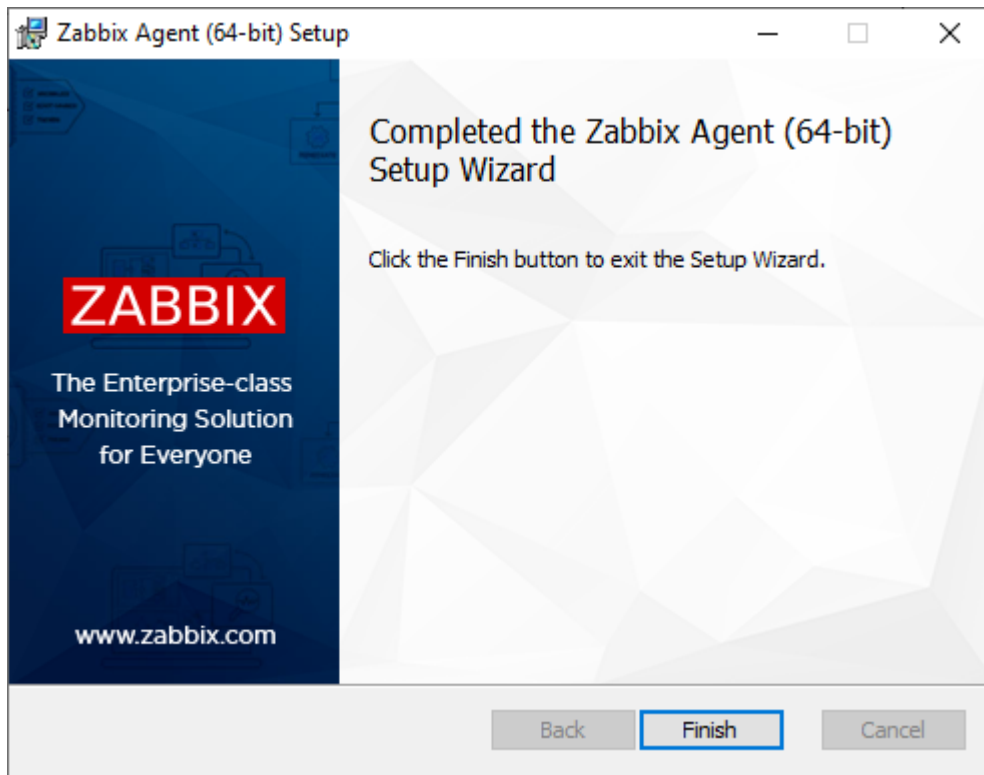 Zabbix Agent (64-bit) Setup
Completed the Zabbix Agent (64-bit)
Setup Wizard
Click the Finish button to exit the Setup Wizard.
ZABBIX
The Enterprise-class
Monitoring Solution
for Everyone
www.zabbix.com
Back
Finish
Cancel